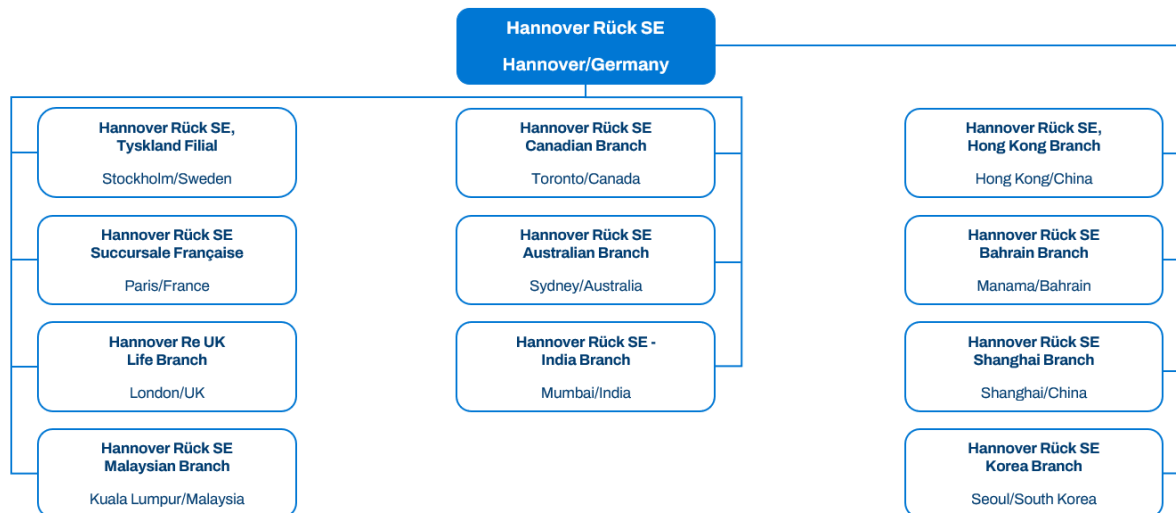 Hannover Rück SE
Hannover/Germany
Hannover Rück SE,
Tyskland Filial
Stockholm/Sweden
Hannover Rück SE
Succursale Française
Paris/France
Hannover Re UK
Life Branch
London/UK
Hannover Rück SE
Malaysian Branch
Kuala Lumpur/Malaysia
Hannover Rück SE
Canadian Branch
Toronto/Canada
Hannover Rück SE
Australian Branch
Sydney/Australia
Hannover Rück SE -
India Branch
Mumbai/India
Hannover Rück SE,
Hong Kong Branch
Hong Kong/China
Hannover Rück SE
Bahrain Branch
Manama/Bahrain
Hannover Rück SE
Shanghai Branch
Shanghai/China
Hannover Rück SE
Korea Branch
Seoul/South Korea